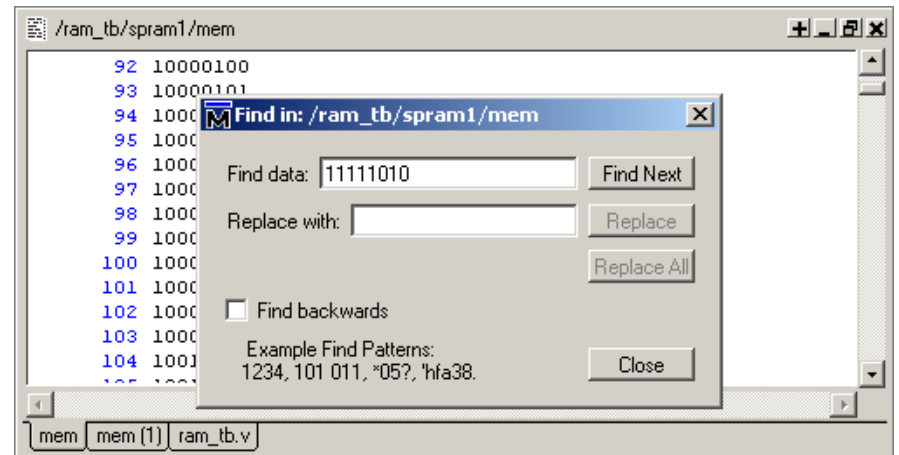 /ram_tb/spram1/mem
92 10000100
93 10000101
94 1000
95 1000
96 1000
97 1000
98 1000
99 1000
100 1000
101 1000
102 1000
103 1000
104 1001
Find in: /ram_tb/spram1/mem
Find data: 11111010 Find Next
Replace with: Replace
Replace All
Find backwards
Example Find Patterns:
1234, 101 011, *05?, 'hfa38.
Close
mem mem (1) ram_tb.v